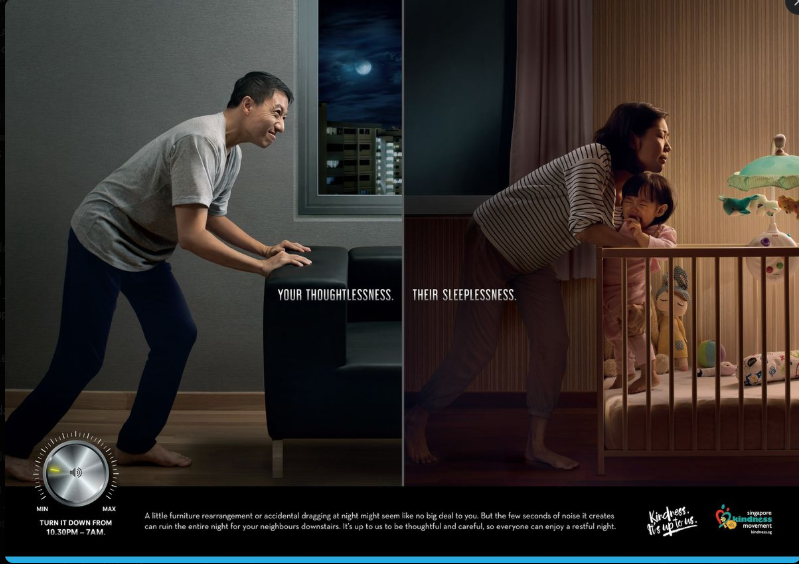 YOUR THOUGHTLESSNESS. THEIR SLEEPLESSNESS.
MIN MAX
TURN IT DOWN FROM
10.30PM – 7AM.
A little furniture rearrangement or accidental dragging at night might seem like no big deal to you. But the few seconds of noise it creates
can ruin the entire night for your neighbours downstairs. It's up to us to be thoughtful and careful, so everyone can enjoy a restful night.
Kindness.
It's up to us.
singapore
kindness
movement
kindness.sg